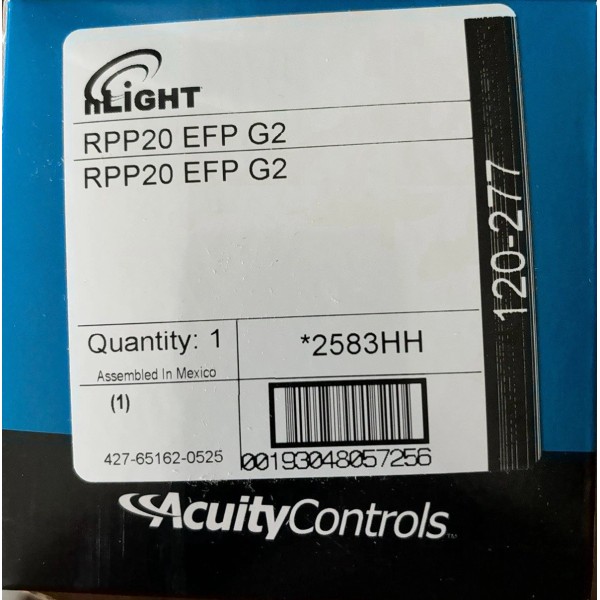 nLIGHT
RPP20 EFP G2
RPP20 EFP G2
120-277
Quantity: 1
*2583HH
Assembled In Mexico
(1)
427-65162-0525
00193048057256
AcuityControls™